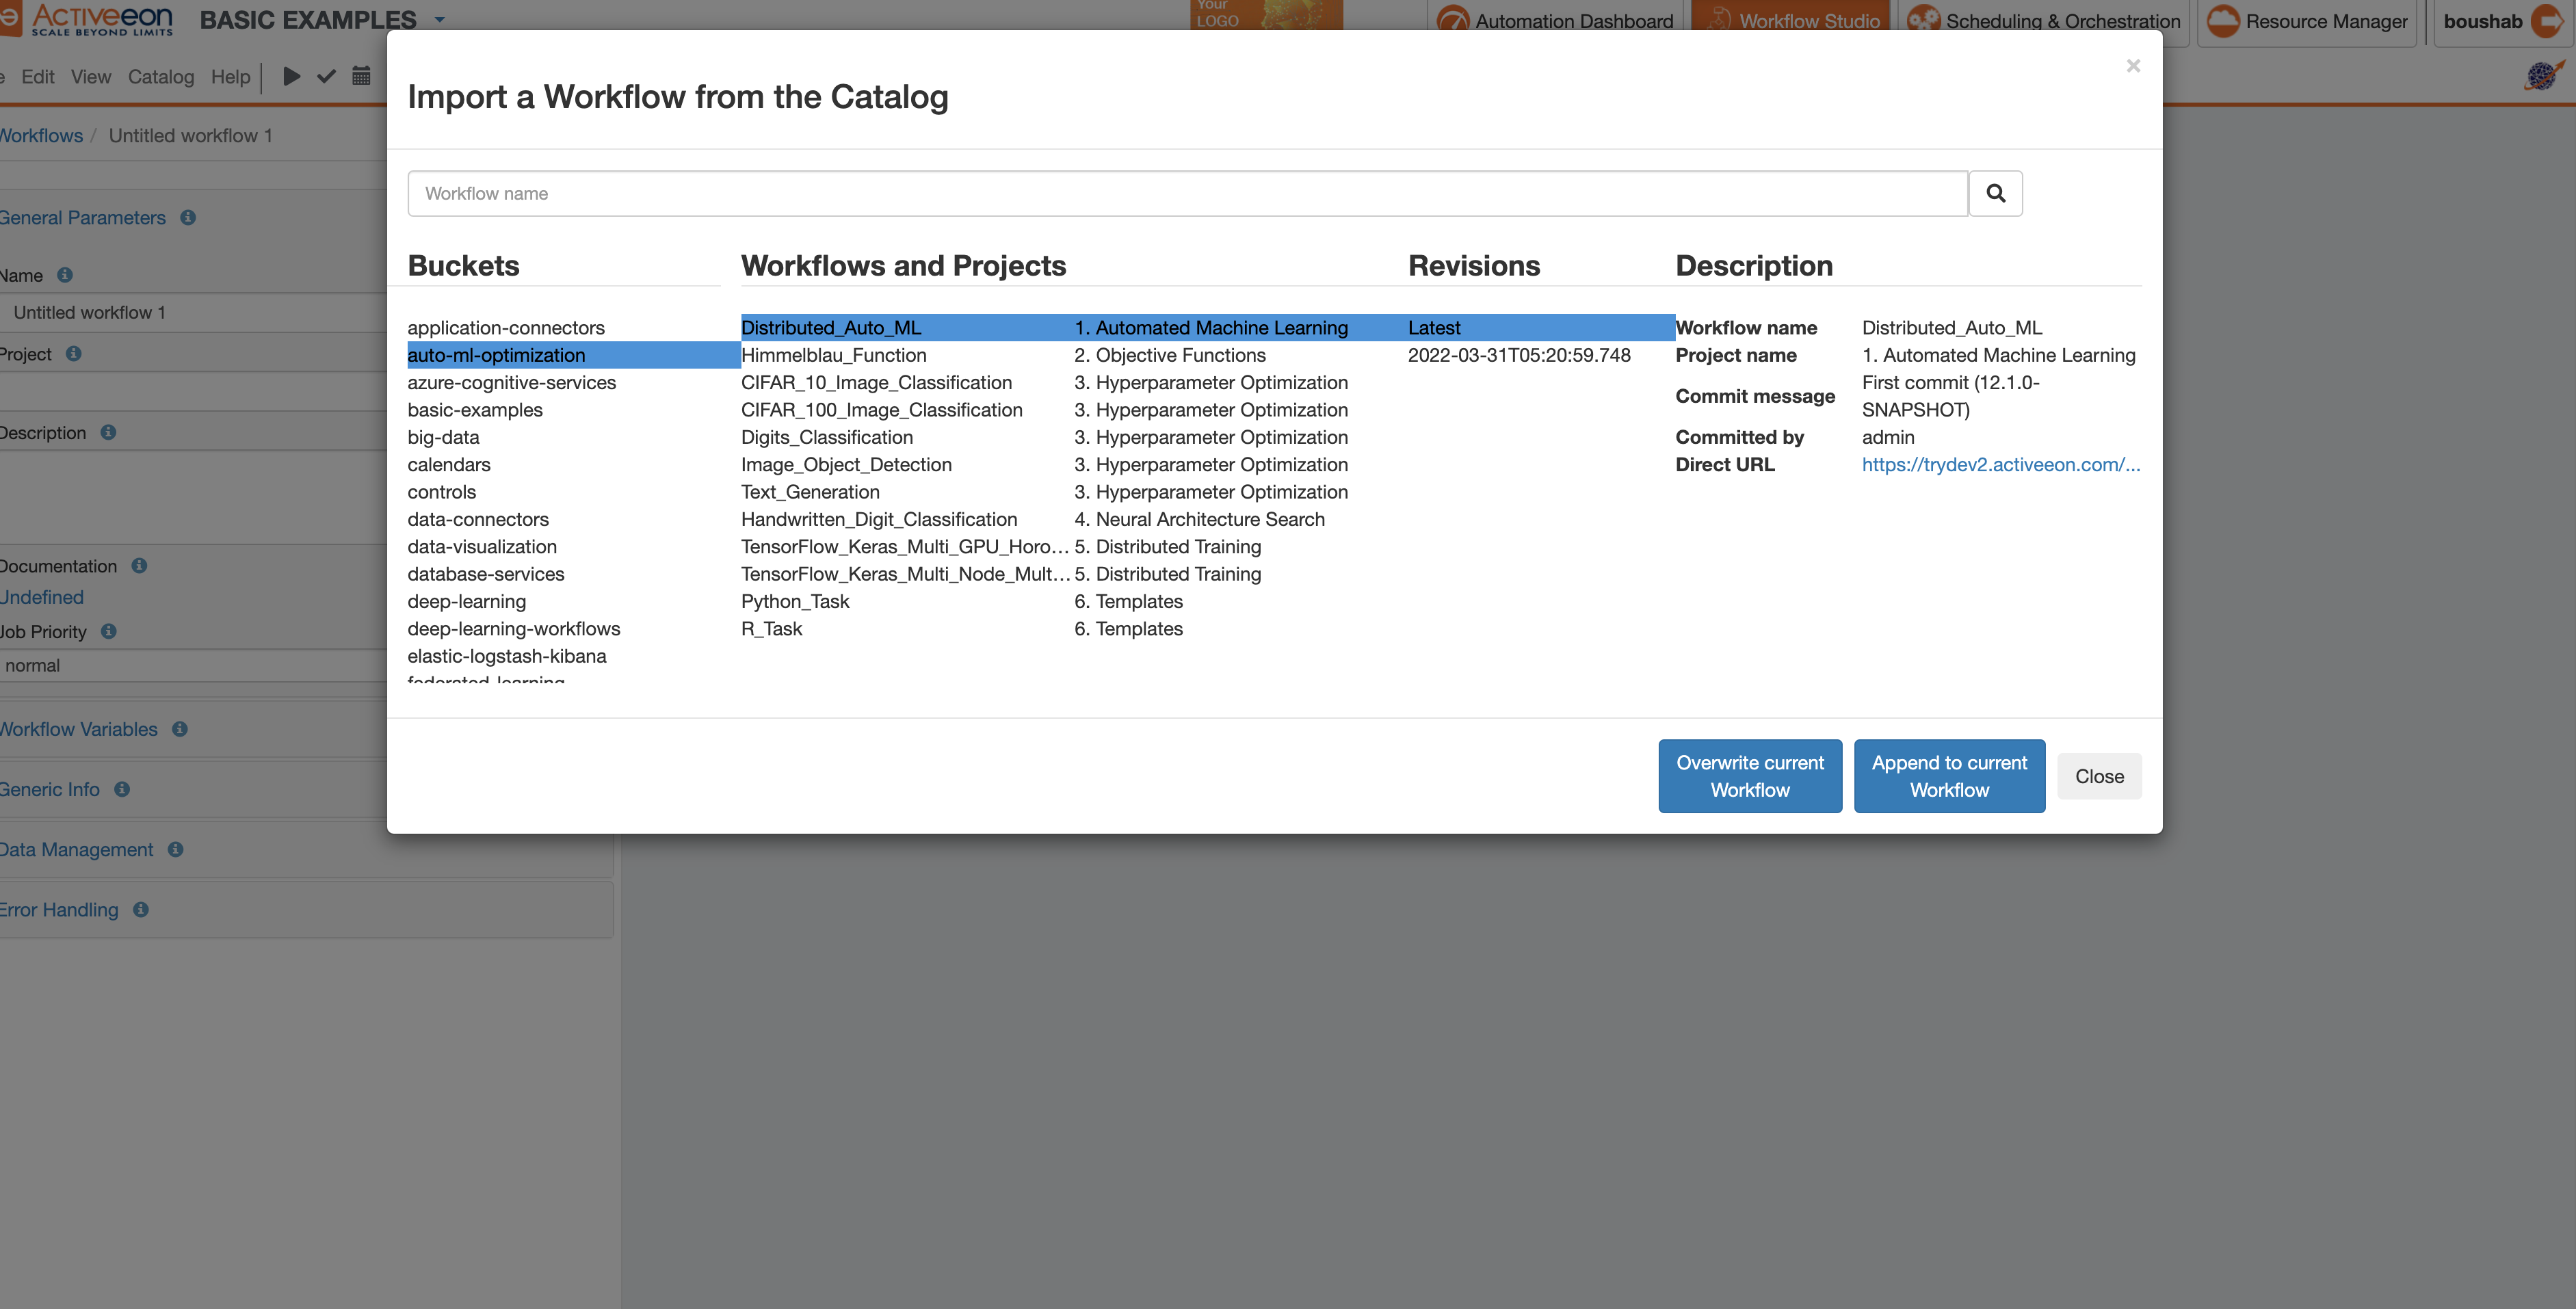 Activeeon
SCALE BEYOND LIMITS
BASIC EXAMPLES
Your
LOGO
Automation Dashboard
Workflow Studio
Scheduling & Orchestration
Resource Manager
boushab
Edit View Catalog Help
Workflows / Untitled workflow 1
General Parameters
Name
Untitled workflow 1
Project
Description
Documentation
Undefined
Job Priority
normal
Workflow Variables
Generic Info
Data Management
Error Handling
×
Import a Workflow from the Catalog
Workflow name
Buckets
application-connectors
auto-ml-optimization
azure-cognitive-services
basic-examples
big-data
calendars
controls
data-connectors
data-visualization
database-services
deep-learning
deep-learning-workflows
elastic-logstash-kibana
federated-learning
Workflows and Projects
Distributed_Auto_ML 1. Automated Machine Learning
Himmelblau_Function 2. Objective Functions
CIFAR_10_Image_Classification 3. Hyperparameter Optimization
CIFAR_100_Image_Classification 3. Hyperparameter Optimization
Digits_Classification 3. Hyperparameter Optimization
Image_Object_Detection 3. Hyperparameter Optimization
Text_Generation 3. Hyperparameter Optimization
Handwritten_Digit_Classification 4. Neural Architecture Search
TensorFlow_Keras_Multi_GPU_Horo... 5. Distributed Training
TensorFlow_Keras_Multi_Node_Mult... 5. Distributed Training
Python_Task 6. Templates
R_Task 6. Templates
Revisions
Latest
2022-03-31T05:20:59.748
Description
Workflow name Distributed_Auto_ML
Project name 1. Automated Machine Learning
Commit message First commit (12.1.0-
SNAPSHOT)
Committed by admin
Direct URL https://trydev2.activeeon.com/...
Overwrite current
Workflow
Append to current
Workflow
Close